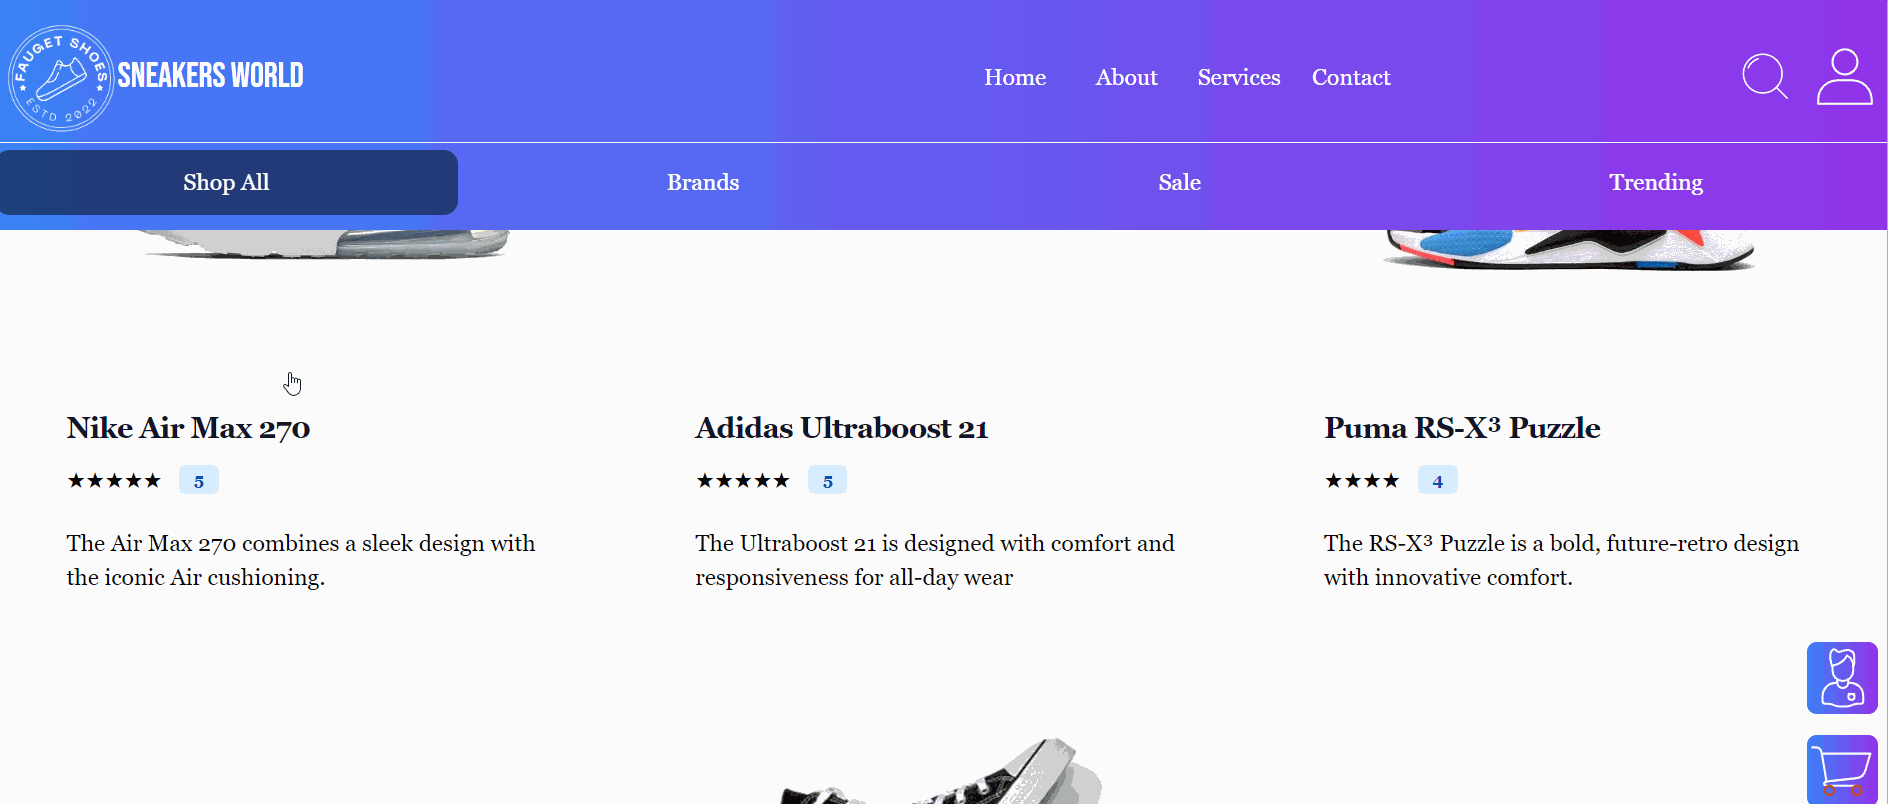 FAUGET SHOES
ESTD 2022
SNEAKERS WORLD
Home About Services Contact
Shop All Brands Sale Trending
Nike Air Max 270
★★★★★ 5
The Air Max 270 combines a sleek design with
the iconic Air cushioning.
Adidas Ultraboost 21
★★★★★ 5
The Ultraboost 21 is designed with comfort and
responsiveness for all-day wear
Puma RS-X³ Puzzle
★★★★ 4
The RS-X³ Puzzle is a bold, future-retro design
with innovative comfort.